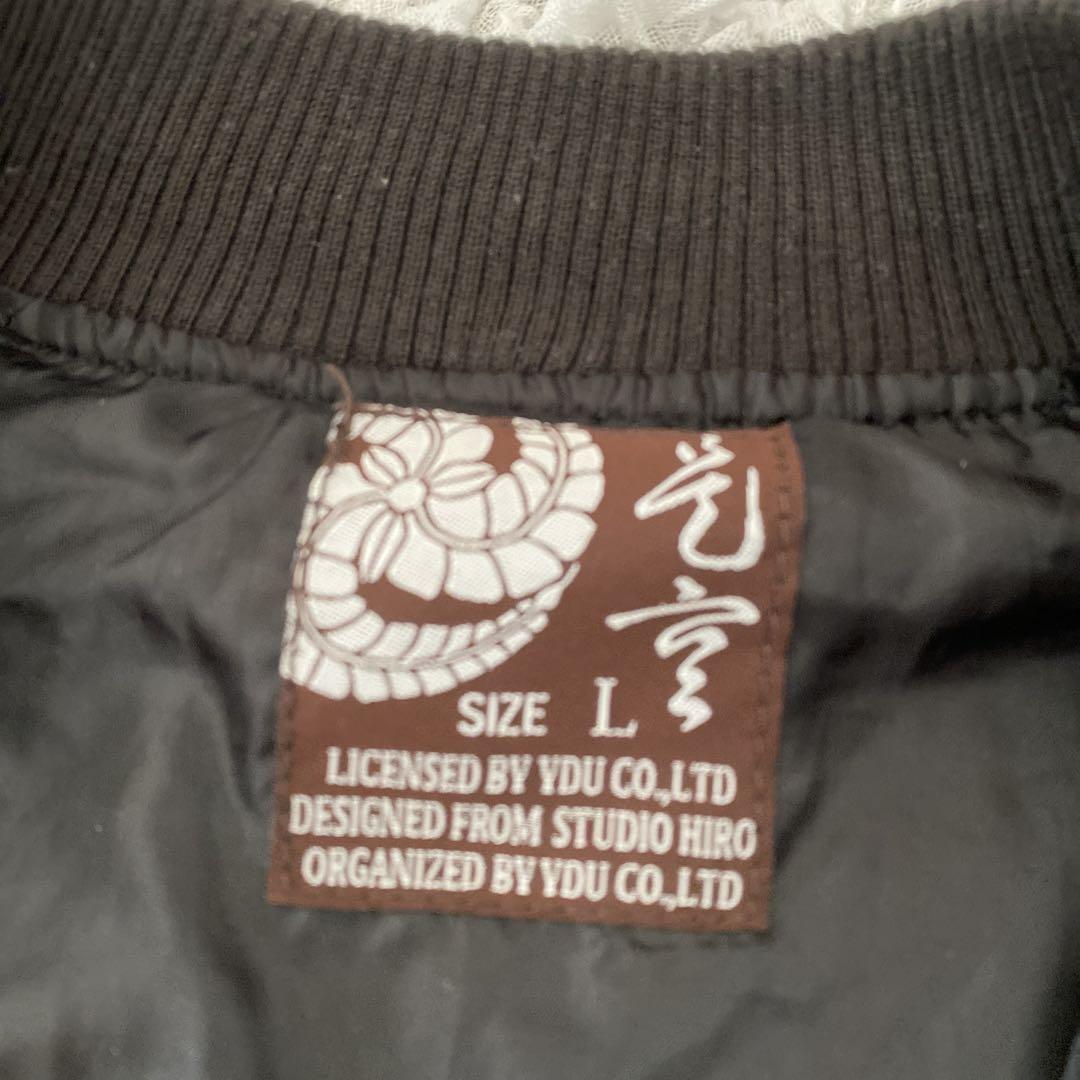 SIZE L
LICENSED BY YDU CO.,LTD
DESIGNED FROM STUDIO HIRO
ORGANIZED BY YDU CO.,LTD